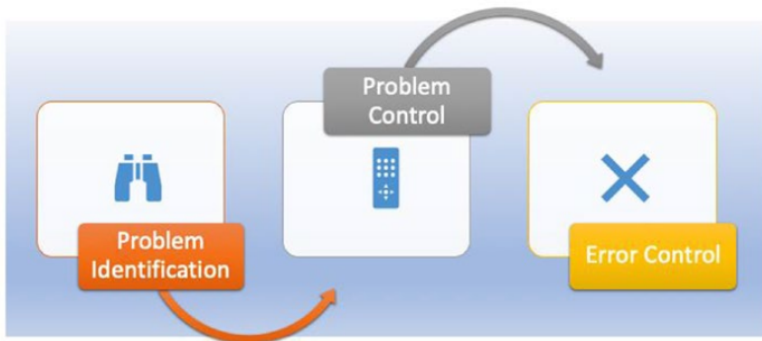 Problem
Identification
Problem
Control
Error Control